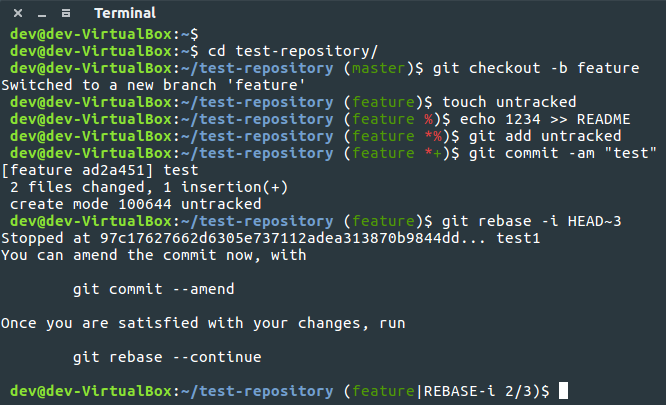 Terminal
dev@dev-VirtualBox:~$
dev@dev-VirtualBox:~$ cd test-repository/
dev@dev-VirtualBox:~/test-repository (master)$ git checkout -b feature
Switched to a new branch 'feature'
dev@dev-VirtualBox:~/test-repository (feature)$ touch untracked
dev@dev-VirtualBox:~/test-repository (feature %)$ echo 1234 >> README
dev@dev-VirtualBox:~/test-repository (feature *%)$ git add untracked
dev@dev-VirtualBox:~/test-repository (feature *+)$ git commit -am "test"
[feature ad2a451] test
 2 files changed, 1 insertion(+)
 create mode 100644 untracked
dev@dev-VirtualBox:~/test-repository (feature)$ git rebase -i HEAD~3
Stopped at 97c17627662d6305e737112adea313870b9844dd... test1
You can amend the commit now, with
        git commit --amend
Once you are satisfied with your changes, run
        git rebase --continue
dev@dev-VirtualBox:~/test-repository (feature|REBASE-i 2/3)$